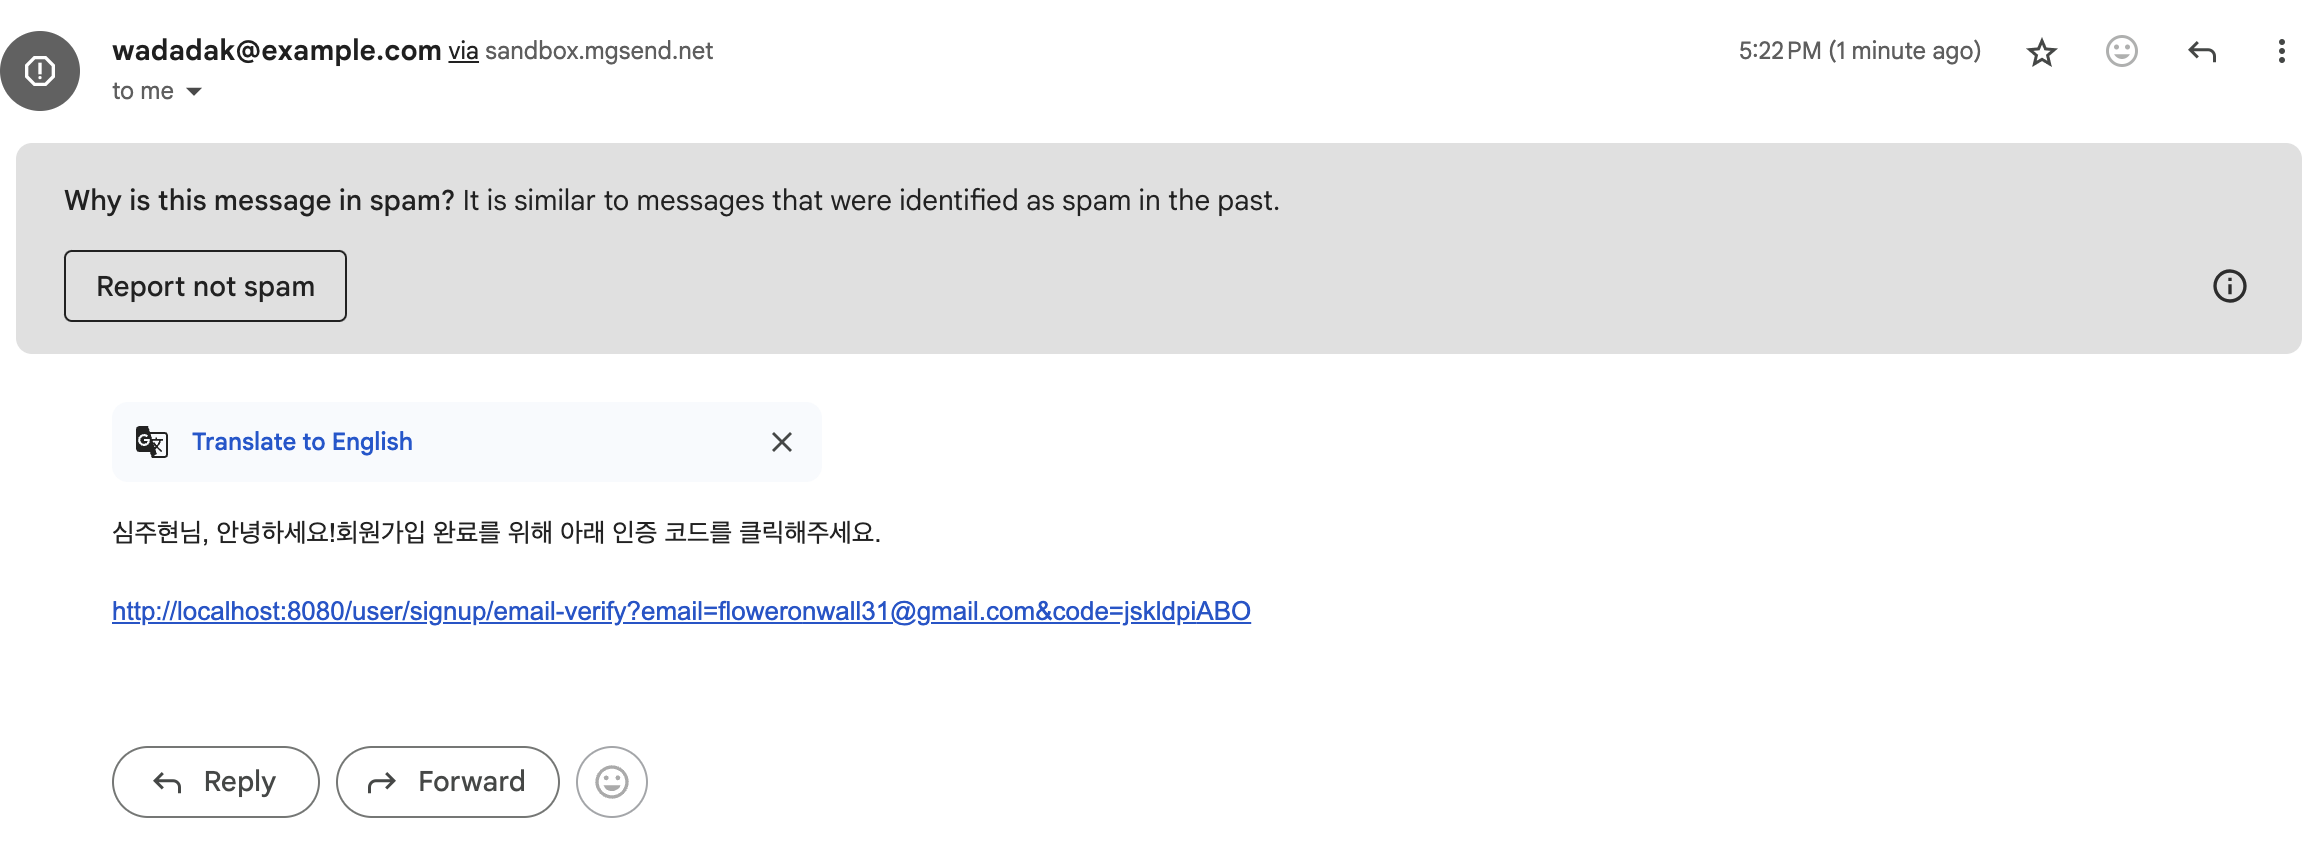 wadadak@example.com via sandbox.mgsend.net
5:22 PM (1 minute ago)
to me
Why is this message in spam? It is similar to messages that were identified as spam in the past.
Report not spam
Translate to English
심주현님, 안녕하세요!회원가입 완료를 위해 아래 인증 코드를 클릭해주세요.
http://localhost:8080/user/signup/email-verify?email=floweronwall31@gmail.com&code=jskldpiABO
Reply
Forward